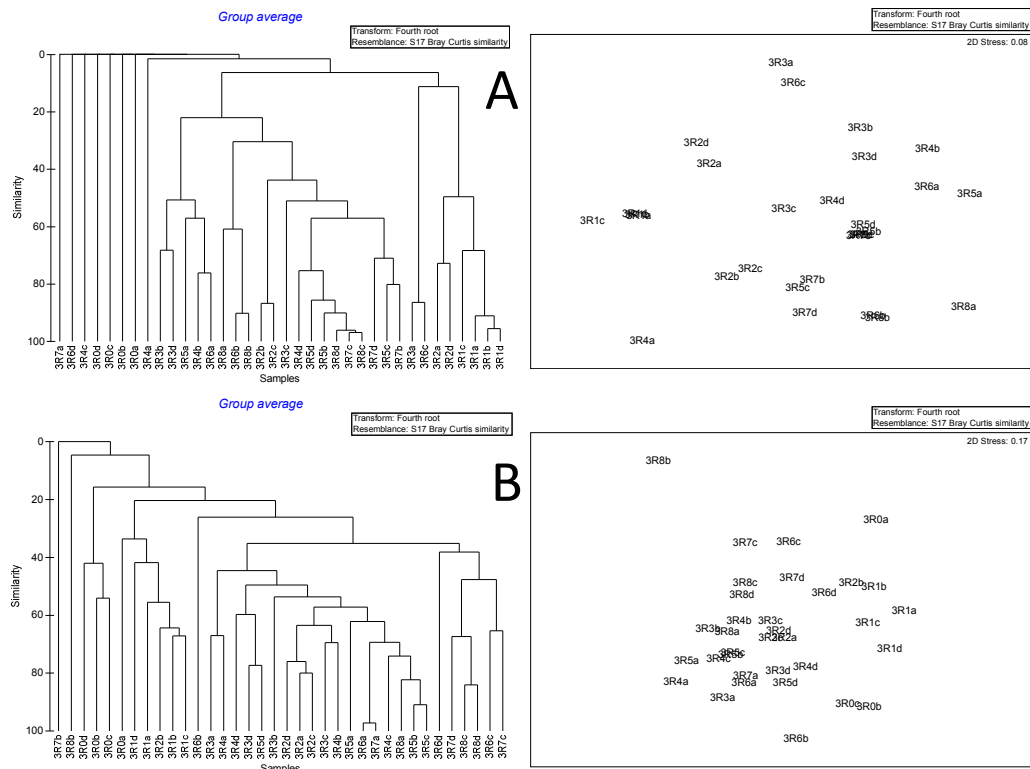 Group average
Transform: Fourth root
Resemblance: S17 Bray Curtis similarity
0
20
40
60
80
100
Similarity
3R7a
3R6d
3R4c
3R0d
3R0c
3R0b
3R0a
3R4a
3R3b
3R3d
3R5a
3R4b
3R6a
3R8a
3R6b
3R8b
3R2b
3R2c
3R3c
3R4d
3R5d
3R5b
3R8d
3R7c
3R8c
3R7d
3R5c
3R7b
3R3a
3R6c
3R2a
3R2d
3R1c
3R1a
3R1b
3R1d
Samples
A
Transform: Fourth root
Resemblance: S17 Bray Curtis similarity
2D Stress: 0.08
3R3a
3R6c
3R3b
3R2d
3R4b
3R3d
3R2a
3R6a
3R5a
3R4d
3R3c
3R1c
3R5d
3R2c
3R2b
3R7b
3R5c
3R8a
3R7d
3R8b
3R4a
Group average
Transform: Fourth root
Resemblance: S17 Bray Curtis similarity
0
20
40
60
80
100
Similarity
3R7b
3R8b
3R0d
3R0b
3R0c
3R0a
3R1d
3R1a
3R2b
3R1b
3R1c
3R6b
3R3a
3R4a
3R4d
3R3d
3R5d
3R3b
3R2d
3R2a
3R2c
3R3c
3R4b
3R5a
3R6a
3R7a
3R4c
3R8a
3R5b
3R5c
3R6d
3R7d
3R8c
3R8d
3R6c
3R7c
Samples
B
Transform: Fourth root
Resemblance: S17 Bray Curtis similarity
2D Stress: 0.17
3R8b
3R0a
3R7c
3R6c
3R7d
3R8c
3R2b
3R1b
3R8d
3R6d
3R1a
3R4b
3R3c
3R1c
3R3b
3R8a
3R2d
3R2a
3R1d
3R5c
3R4c
3R5a
3R4d
3R3d
3R7a
3R4a
3R6a
3R5d
3R3a
3R0c
3R0b
3R6b